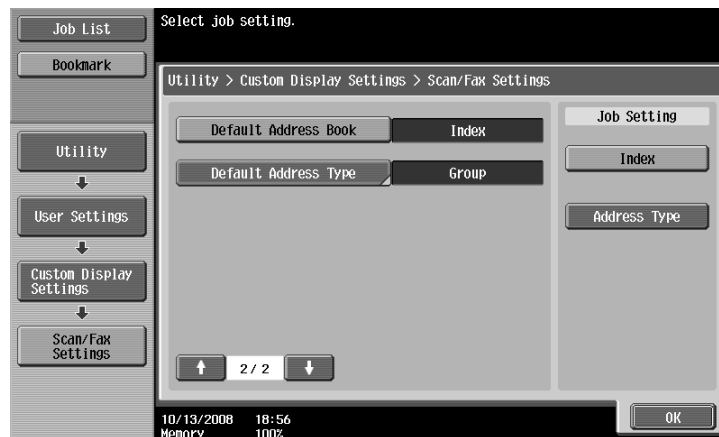 Job List
Bookmark
Select job setting.
Utility > Custom Display Settings > Scan/Fax Settings
Utility
User Settings
Custom Display
Settings
Scan/Fax
Settings
Default Address Book
Index
Default Address Type
Group
2/2
Job Setting
Index
Address Type
10/13/2008 18:56
Memory 100%
OK